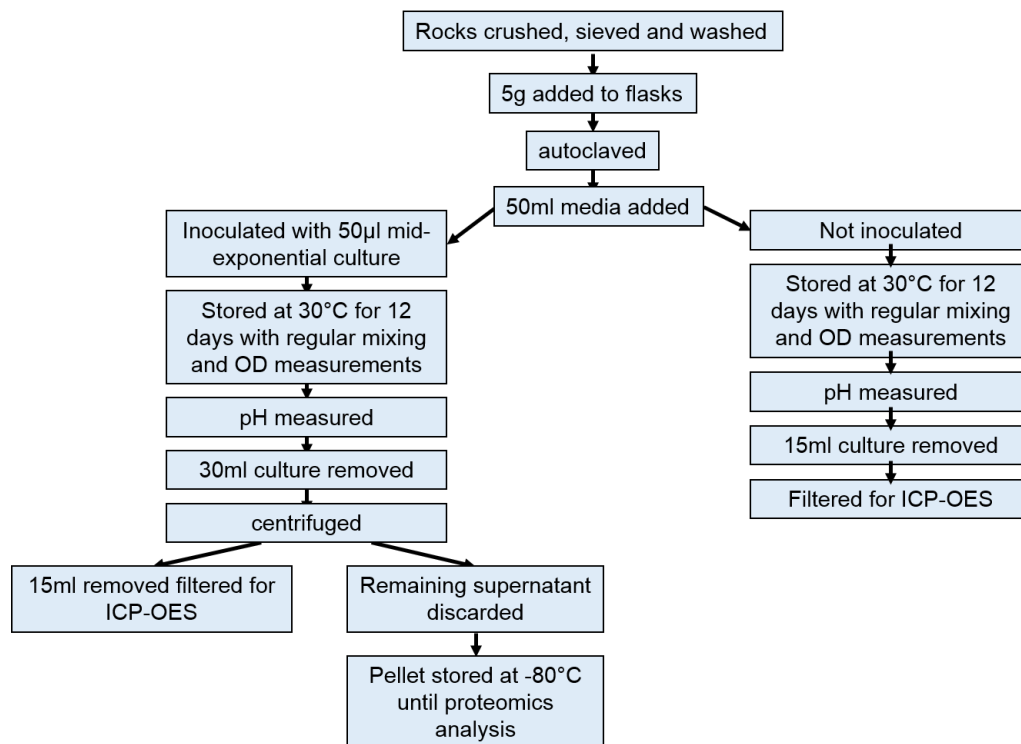 Rocks crushed, sieved and washed
5g added to flasks
autoclaved
50ml media added
Inoculated with 50µl mid-
exponential culture
Stored at 30°C for 12
days with regular mixing
and OD measurements
pH measured
30ml culture removed
centrifuged
15ml removed filtered for
ICP-OES
Remaining supernatant
discarded
Pellet stored at -80°C
until proteomics
analysis
Not inoculated
Stored at 30°C for 12
days with regular mixing
and OD measurements
pH measured
15ml culture removed
Filtered for ICP-OES